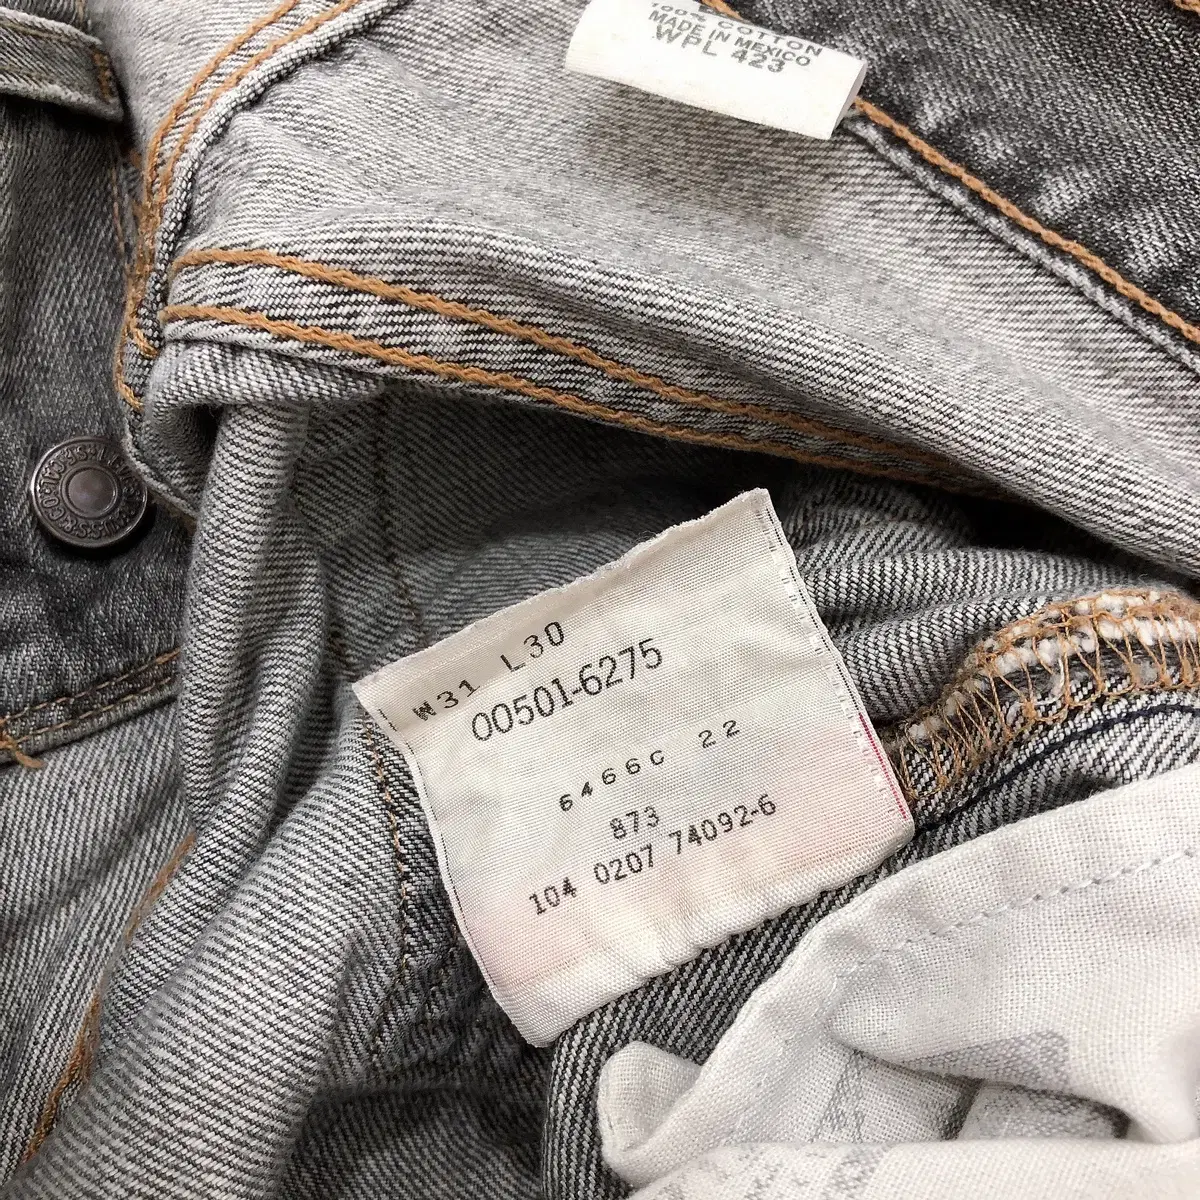 100% COTTON
MADE IN MEXICO
WPL 423
W31 L30
00501-6275
6466C 22
873
104 0207 74092-6